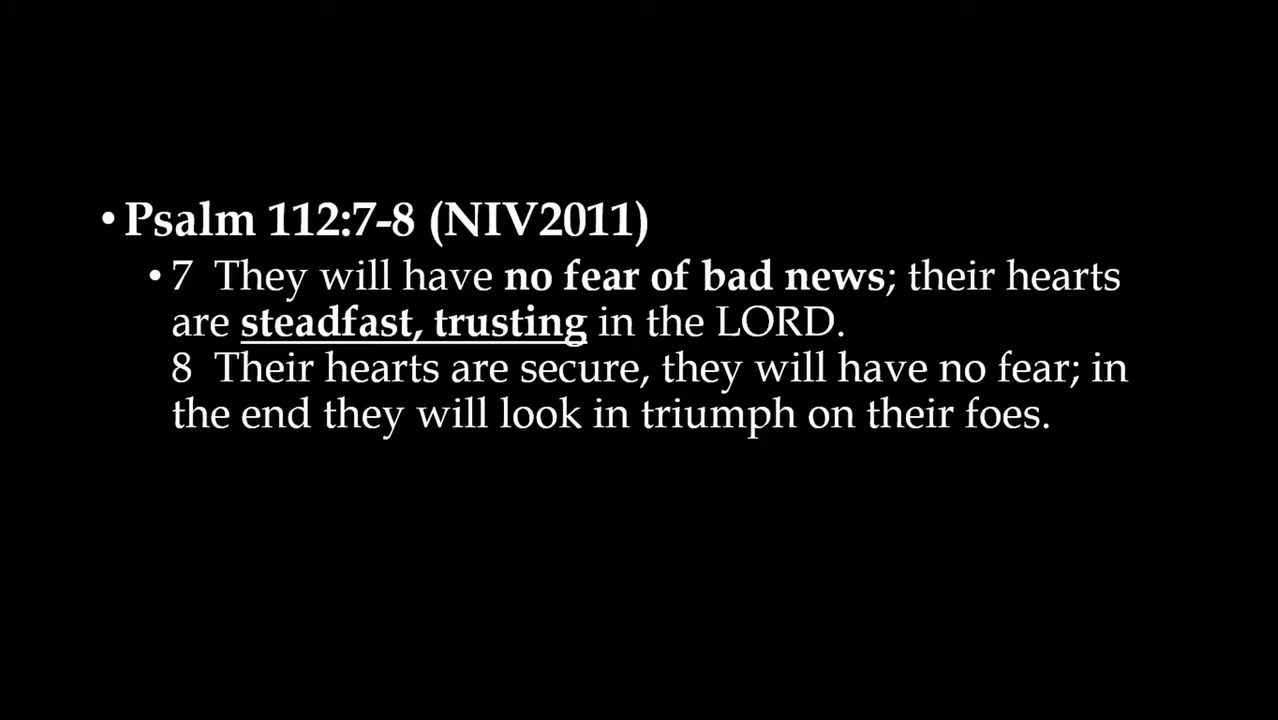 • Psalm 112:7-8 (NIV2011)
• 7 They will have no fear of bad news; their hearts
are steadfast, trusting in the LORD.
8 Their hearts are secure, they will have no fear; in
the end they will look in triumph on their foes.